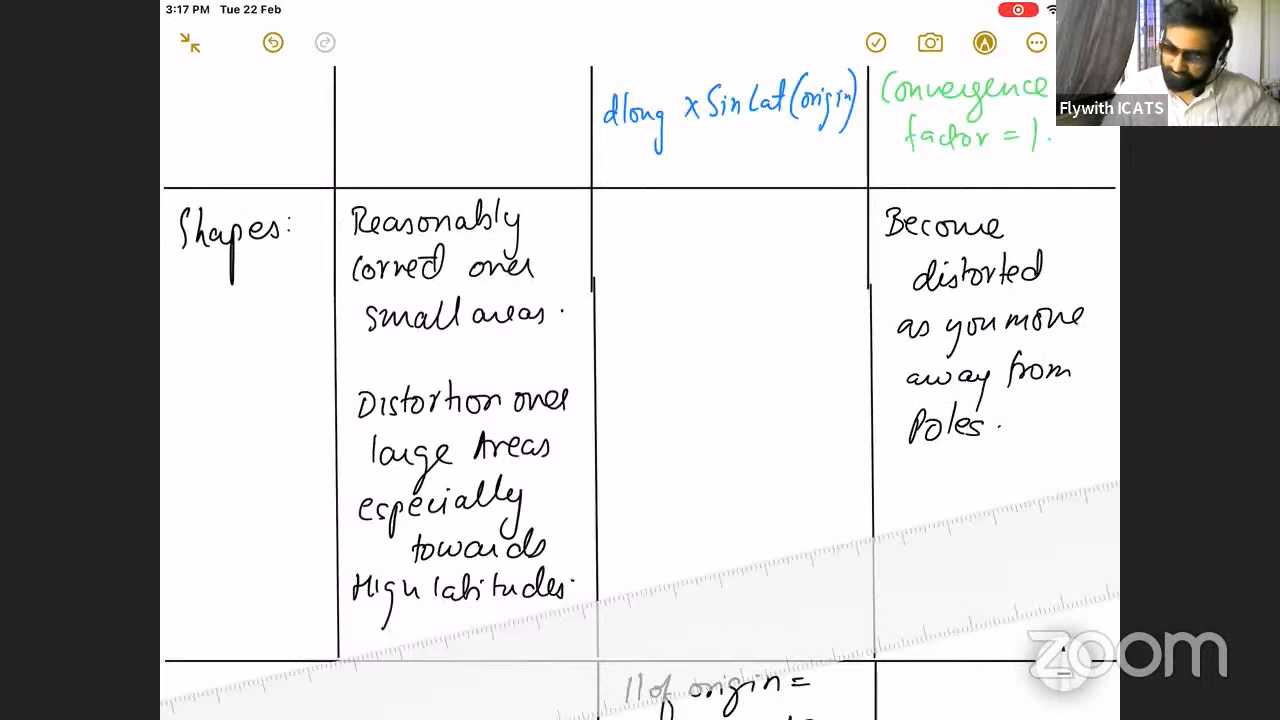 3:17 PM Tue 22 Feb
Flywith ICATS
dlong x Sin Lat (origin)
Convergence
factor = 1.
Shapes:
Reasonably
correct over
small areas.
Distortion over
large Areas
especially
towards
High latitudes.
Become
distorted
as you move
away from
Poles.
11 of origin =
zoom